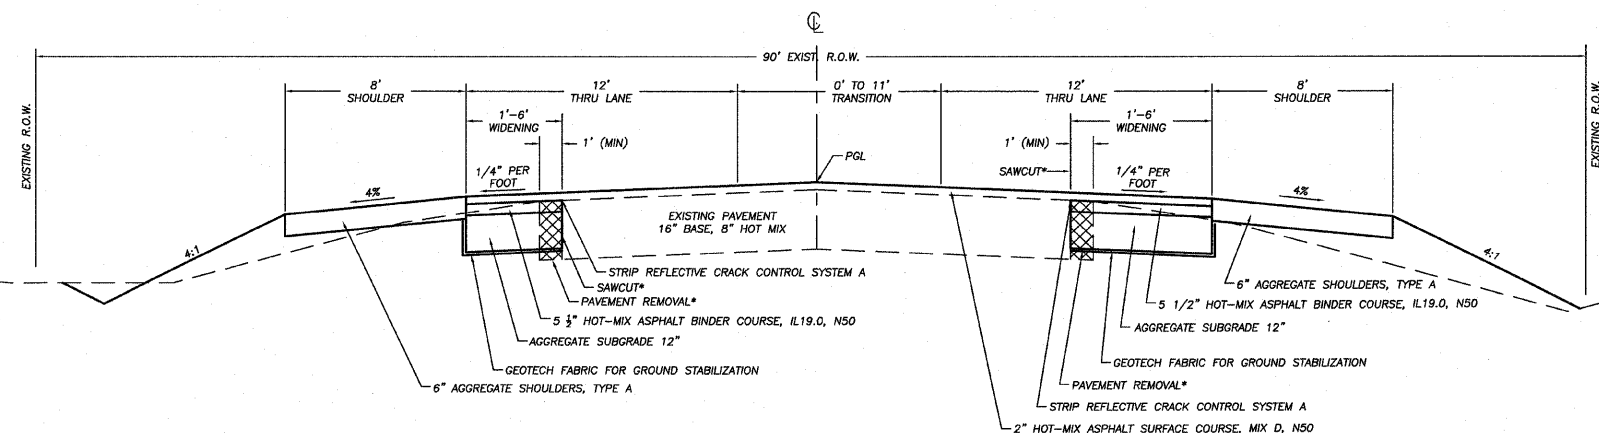 ℄
90' EXIST. R.O.W.
EXISTING R.O.W.
8'
SHOULDER
12'
THRU LANE
0' TO 11'
TRANSITION
12'
THRU LANE
8'
SHOULDER
EXISTING R.O.W.
1'-6'
WIDENING
1' (MIN)
1'-6'
WIDENING
1' (MIN)
PGL
SAWCUT*
1/4" PER
FOOT
1/4" PER
FOOT
4%
4%
4:1
4:1
EXISTING PAVEMENT
16" BASE, 8" HOT MIX
STRIP REFLECTIVE CRACK CONTROL SYSTEM A
SAWCUT*
PAVEMENT REMOVAL*
5 ½" HOT-MIX ASPHALT BINDER COURSE, IL19.0, N50
AGGREGATE SUBGRADE 12"
GEOTECH FABRIC FOR GROUND STABILIZATION
6" AGGREGATE SHOULDERS, TYPE A
6" AGGREGATE SHOULDERS, TYPE A
5 1/2" HOT-MIX ASPHALT BINDER COURSE, IL19.0, N50
AGGREGATE SUBGRADE 12"
GEOTECH FABRIC FOR GROUND STABILIZATION
PAVEMENT REMOVAL*
STRIP REFLECTIVE CRACK CONTROL SYSTEM A
2" HOT-MIX ASPHALT SURFACE COURSE, MIX D, N50